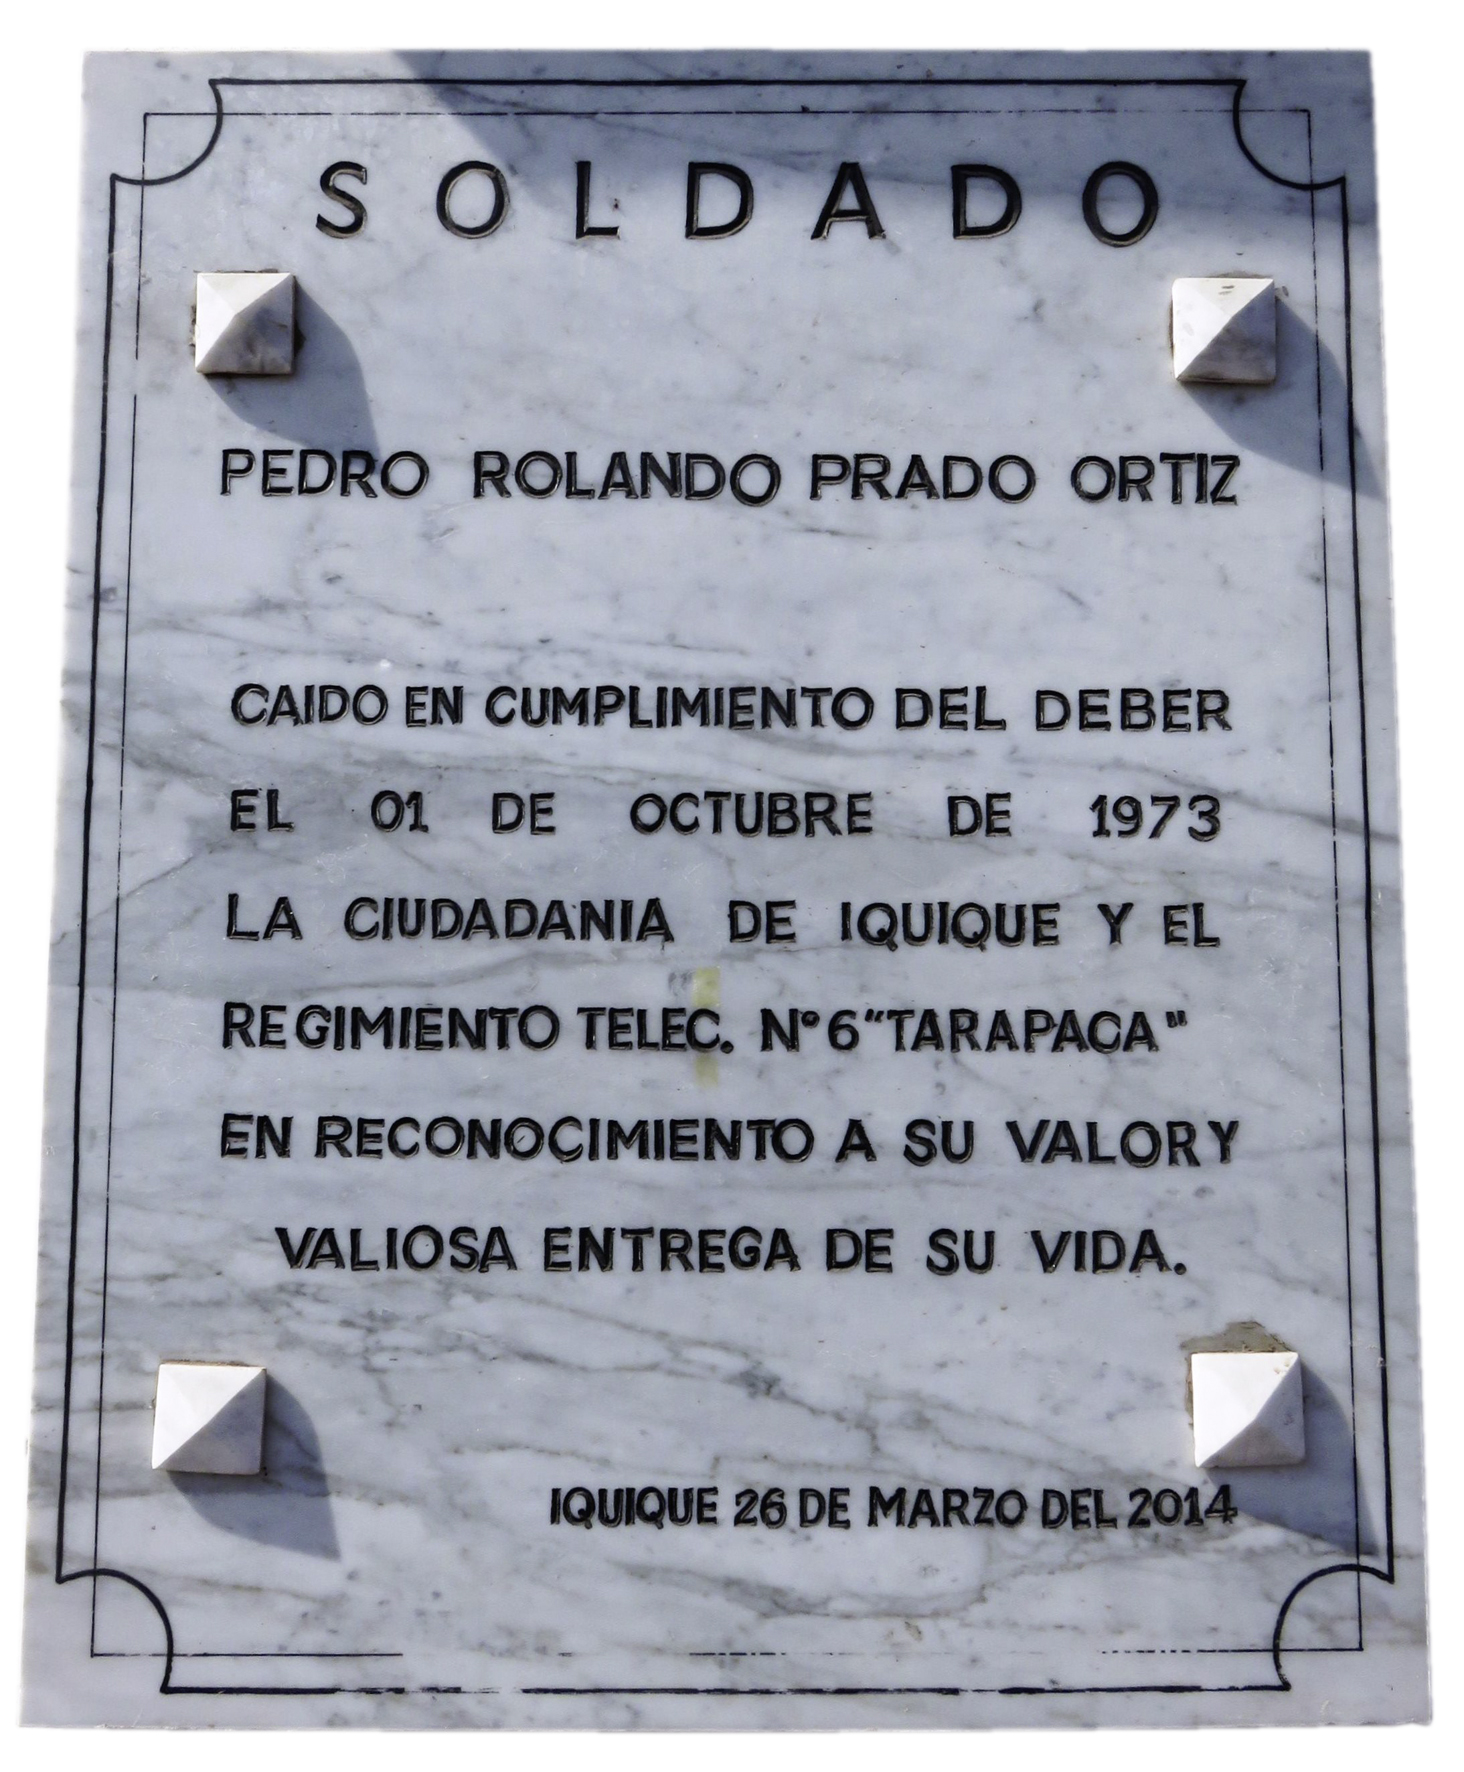 SOLDADO
PEDRO ROLANDO PRADO ORTIZ
CAIDO EN CUMPLIMIENTO DEL DEBER
EL 01 DE OCTUBRE DE 1973
LA CIUDADANIA DE IQUIQUE Y EL
REGIMIENTO TELEC. N°6 "TARAPACA"
EN RECONOCIMIENTO A SU VALOR Y
VALIOSA ENTREGA DE SU VIDA.
IQUIQUE 26 DE MARZO DEL 2014